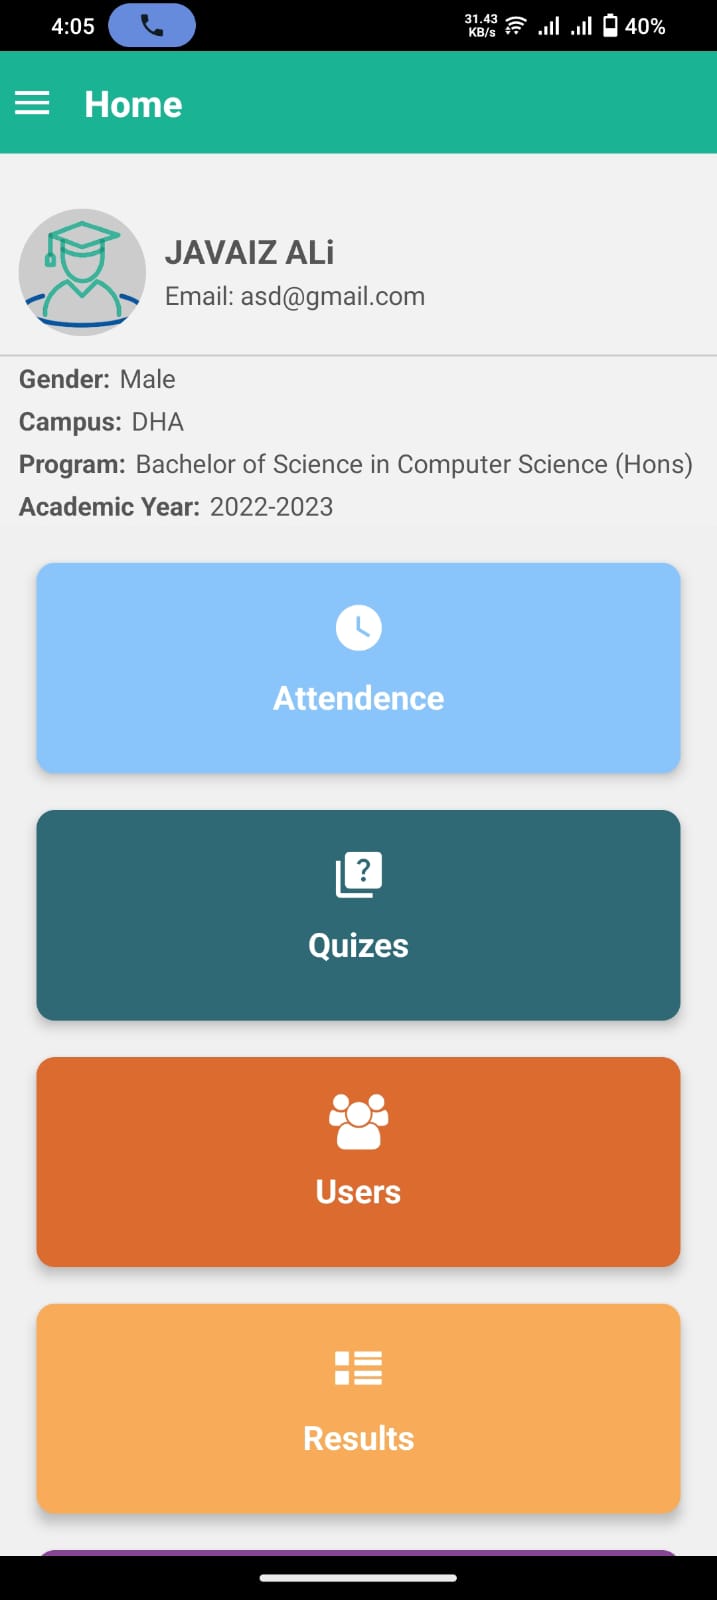 4:05
31.43
KB/s
40%
Home
JAVAIZ ALi
Email: asd@gmail.com
Gender: Male
Campus: DHA
Program: Bachelor of Science in Computer Science (Hons)
Academic Year: 2022-2023
Attendence
?
Quizes
Users
Results